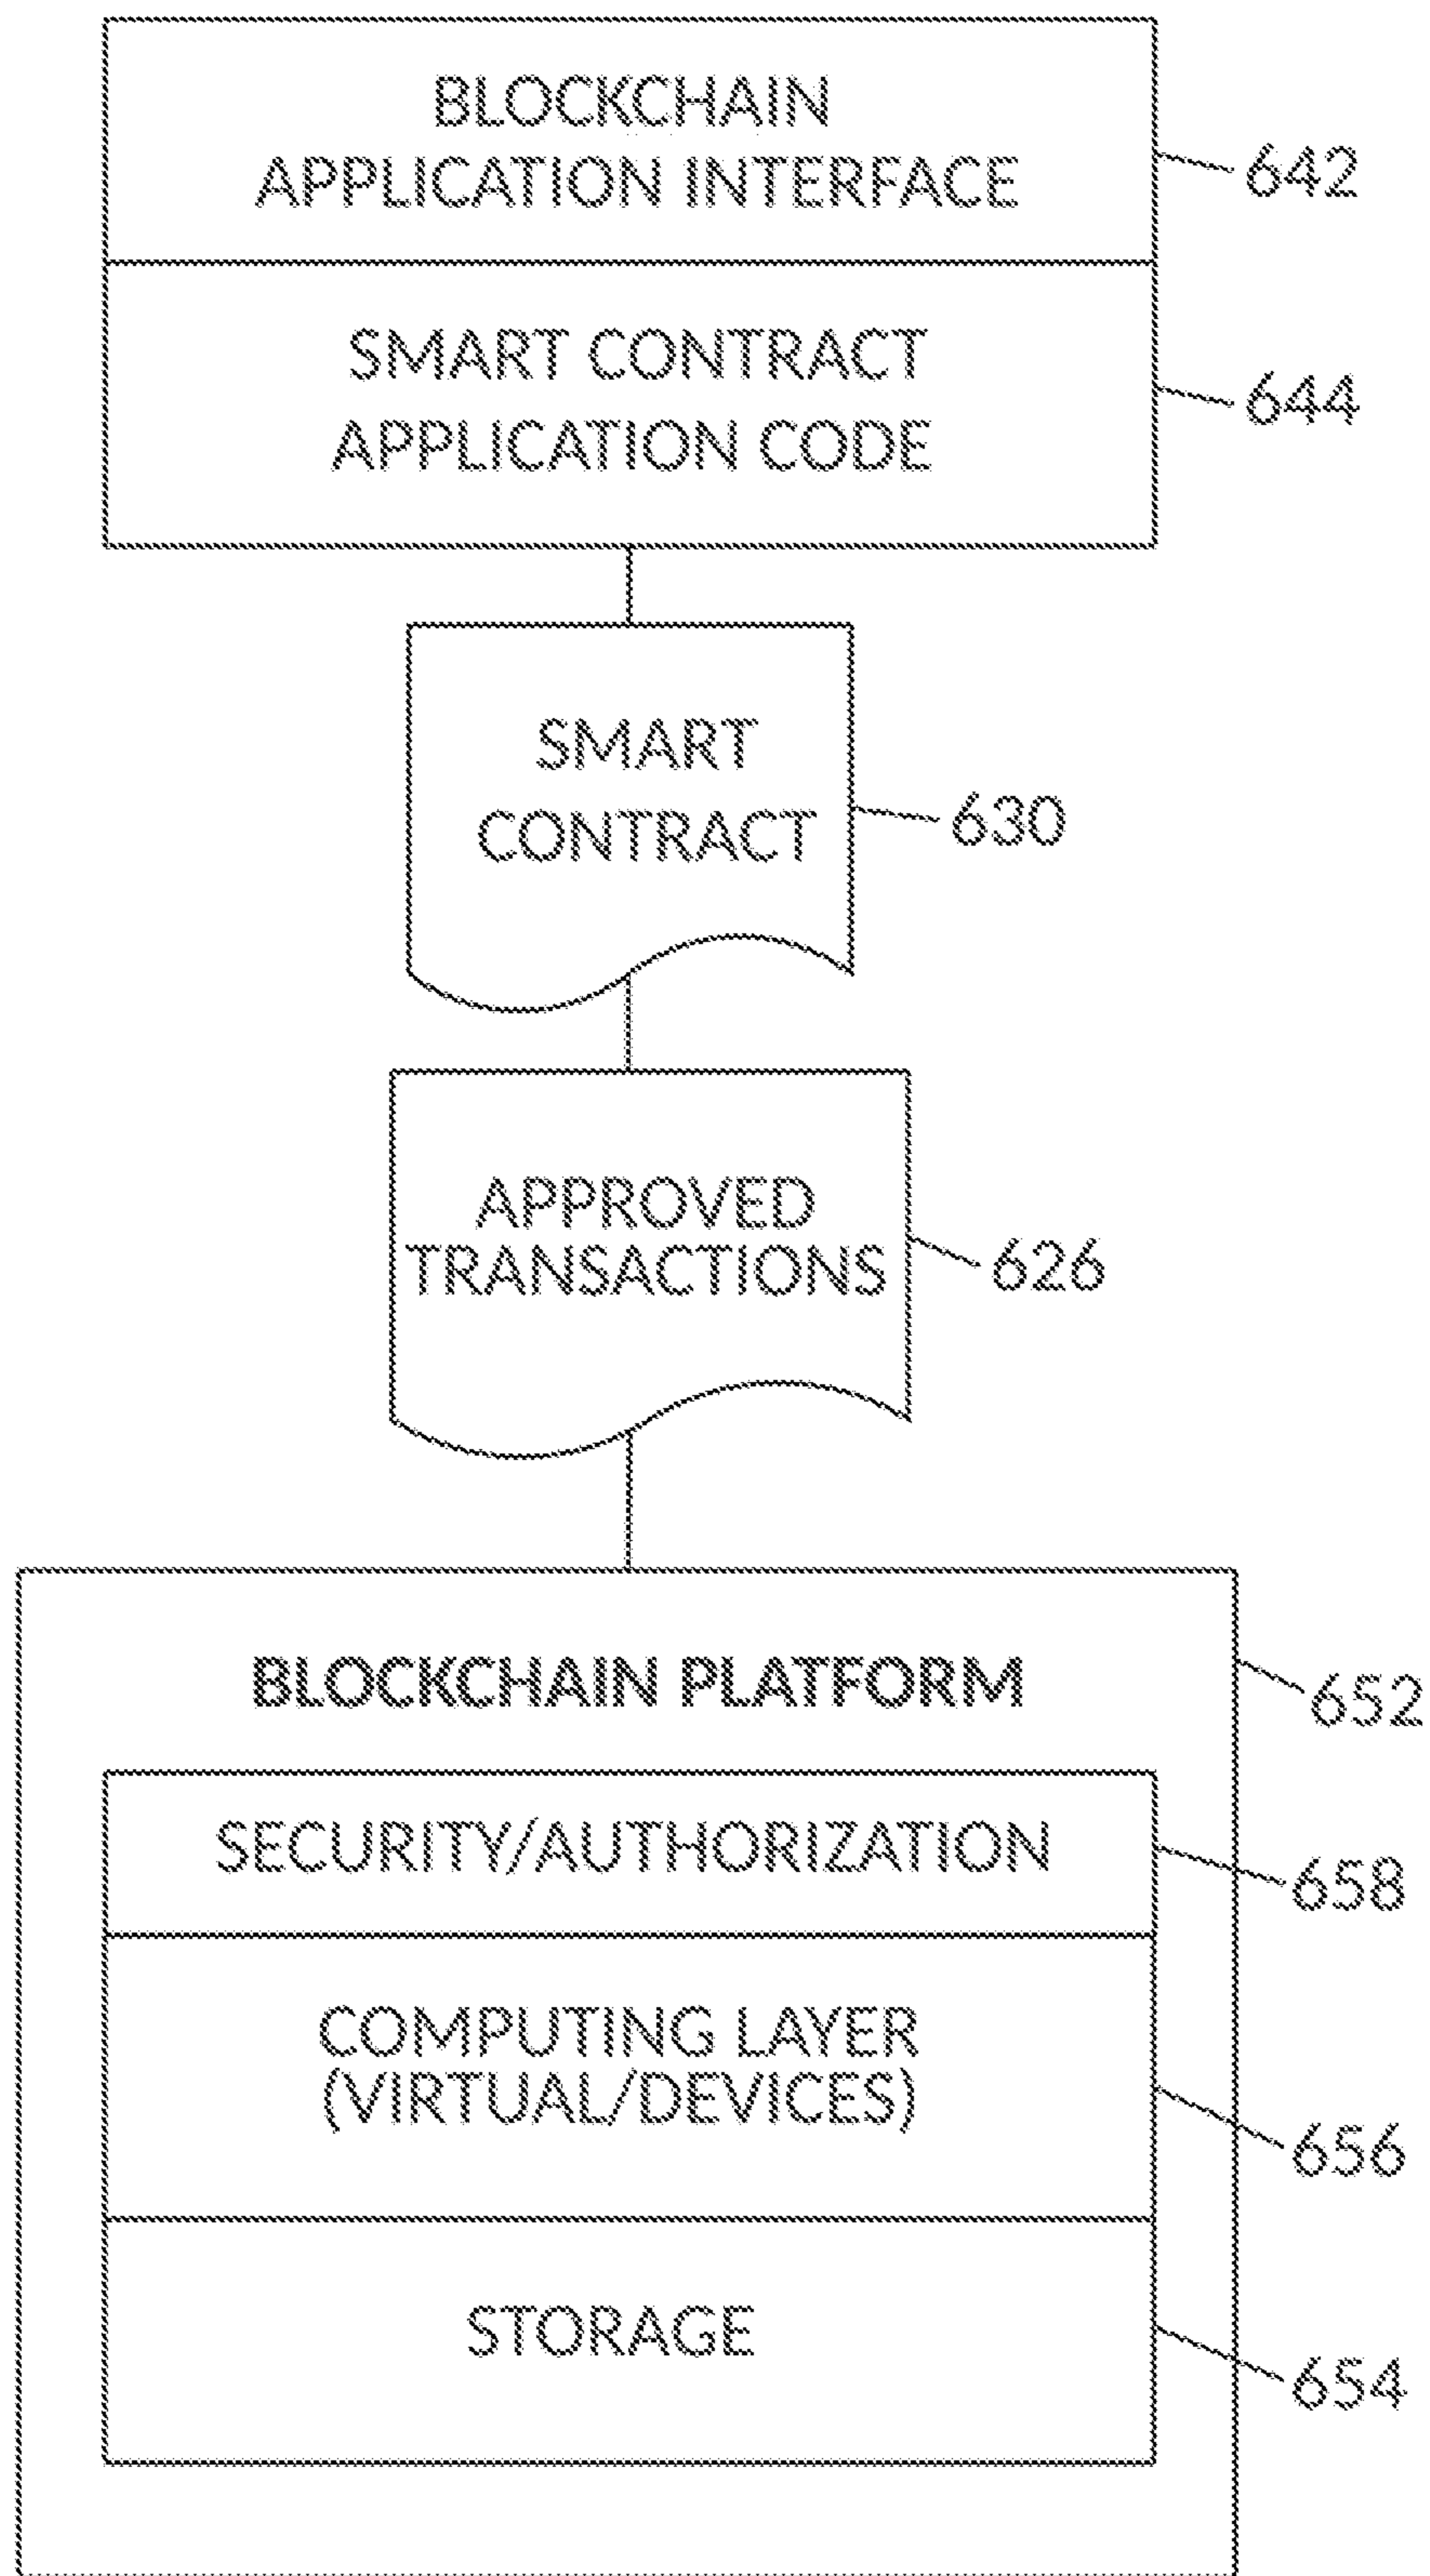 BLOCKCHAIN
APPLICATION INTERFACE
642
SMART CONTRACT
APPLICATION CODE
644
SMART
CONTRACT
630
APPROVED
TRANSACTIONS
626
BLOCKCHAIN PLATFORM
652
SECURITY/AUTHORIZATION
658
COMPUTING LAYER
(VIRTUAL/DEVICES)
656
STORAGE
654